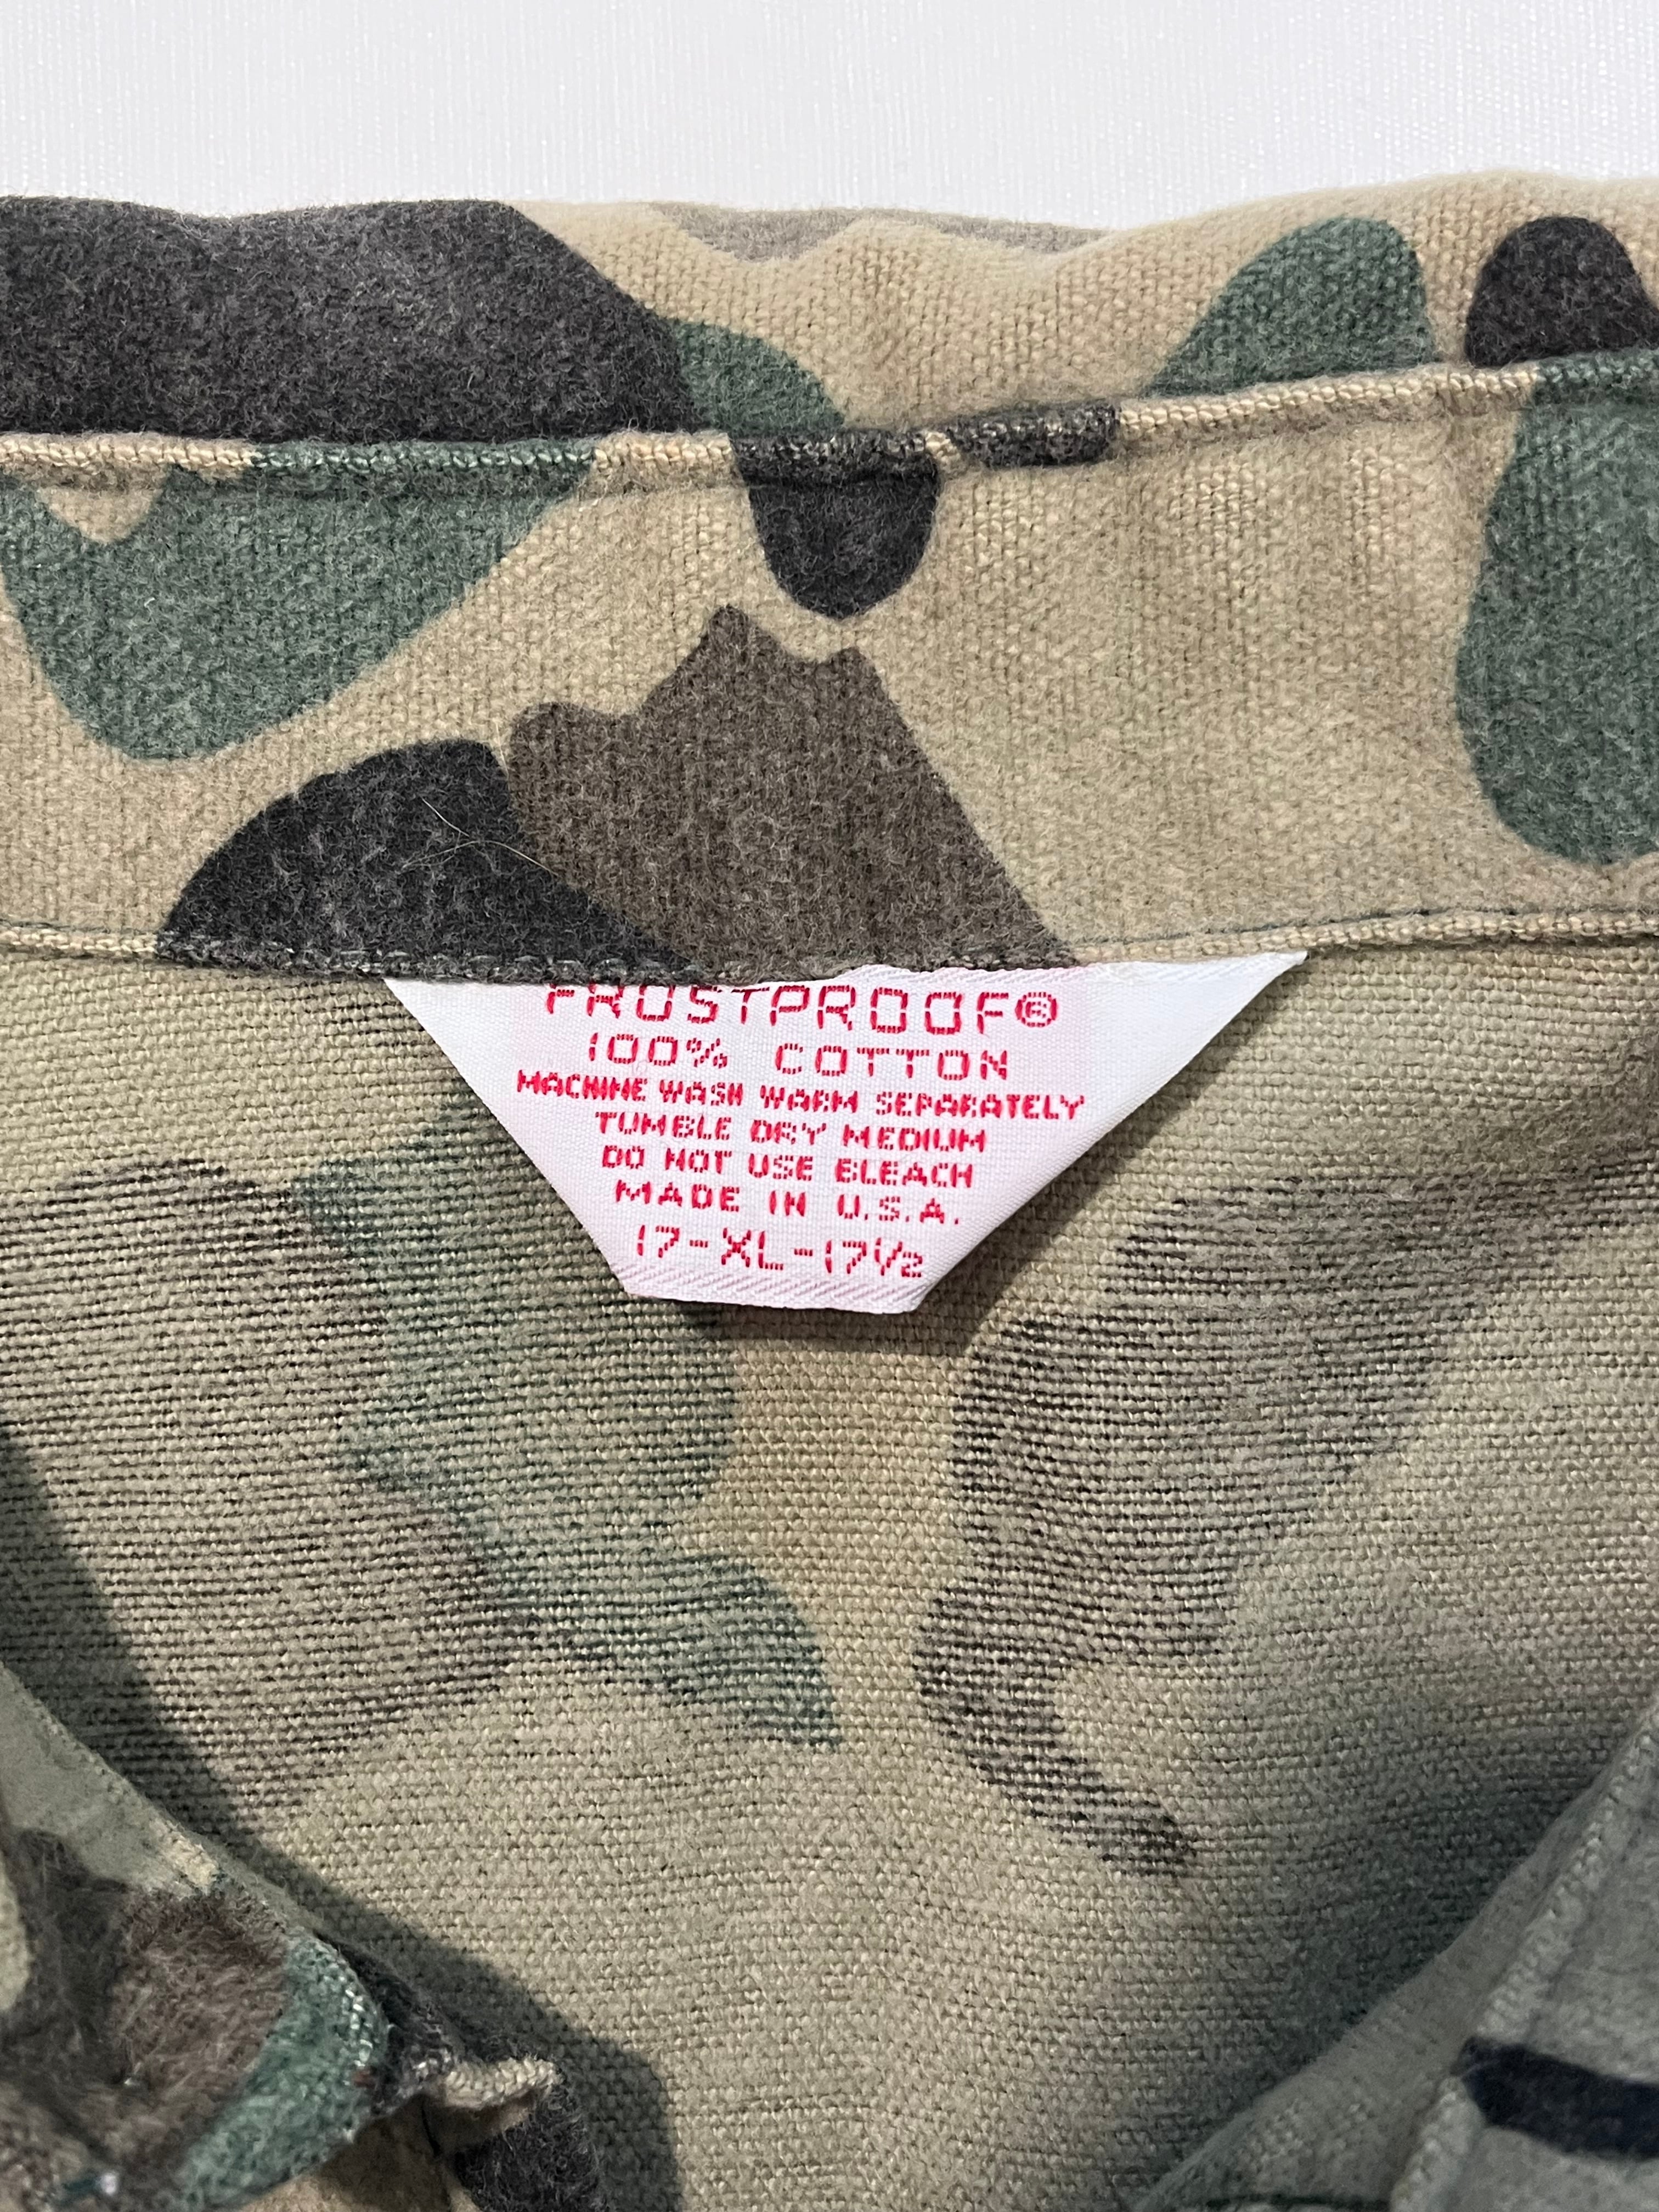 FROSTPROOF®
100% COTTON
MACHINE WASH WARM SEPARATELY
TUMBLE DRY MEDIUM
DO NOT USE BLEACH
MADE IN U.S.A.
17-XL-17½